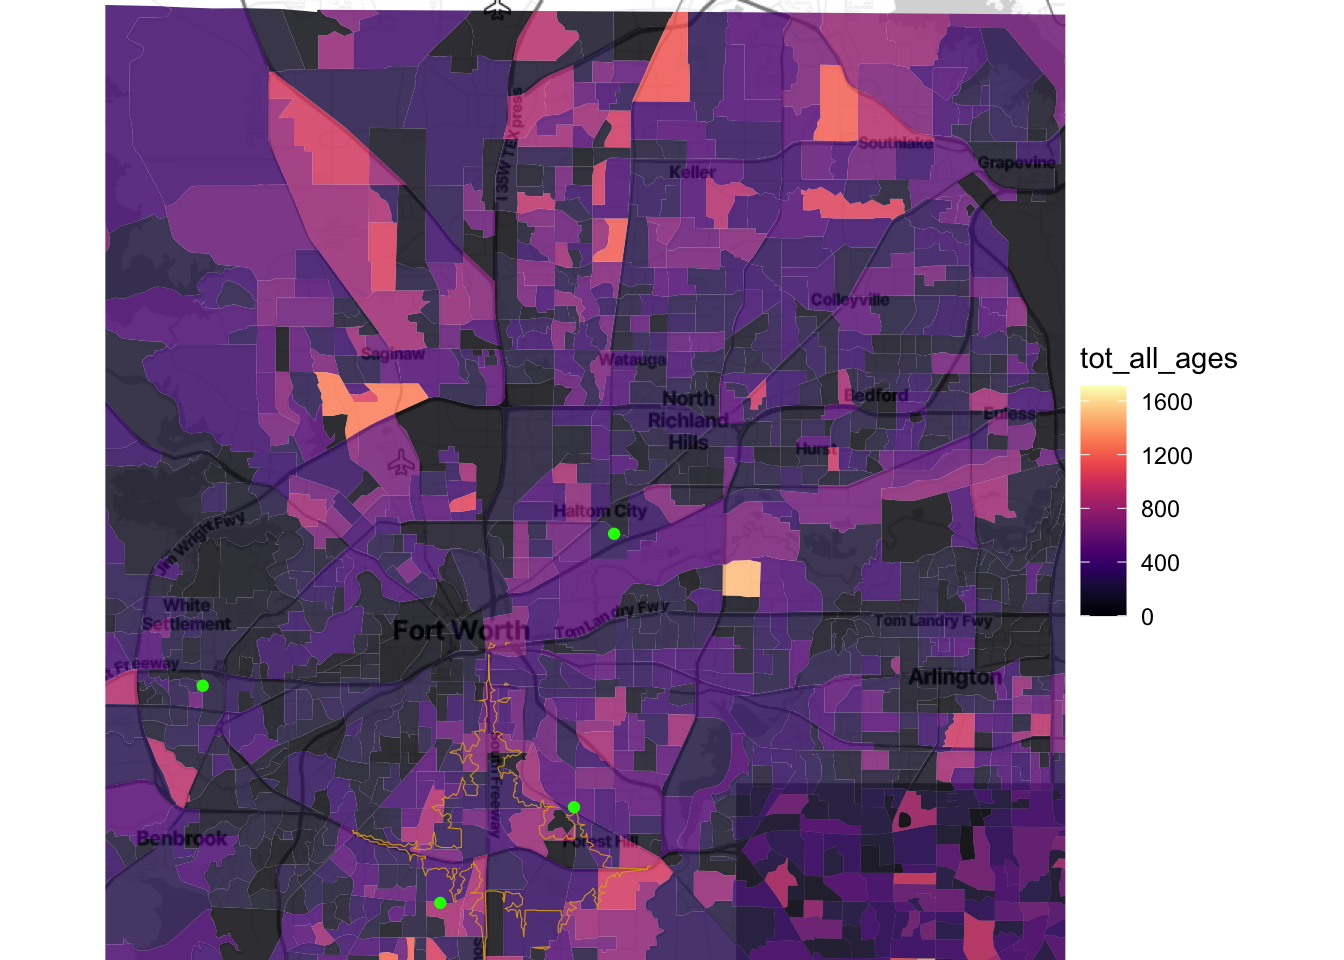 I 35W TEXpress
Southlake
Grapevine
Keller
Colleyville
Saginaw
Watauga
North
Richland
Hills
Bedford
Euless
Hurst
Haltom City
Jim Wright Fwy
White
Settlement
Fort Worth
Tom Landry Fwy
Tom Landry Fwy
t Freeway
Arlington
South Freeway
Benbrook
Forest Hill
So
tot_all_ages
1600
1200
800
400
0